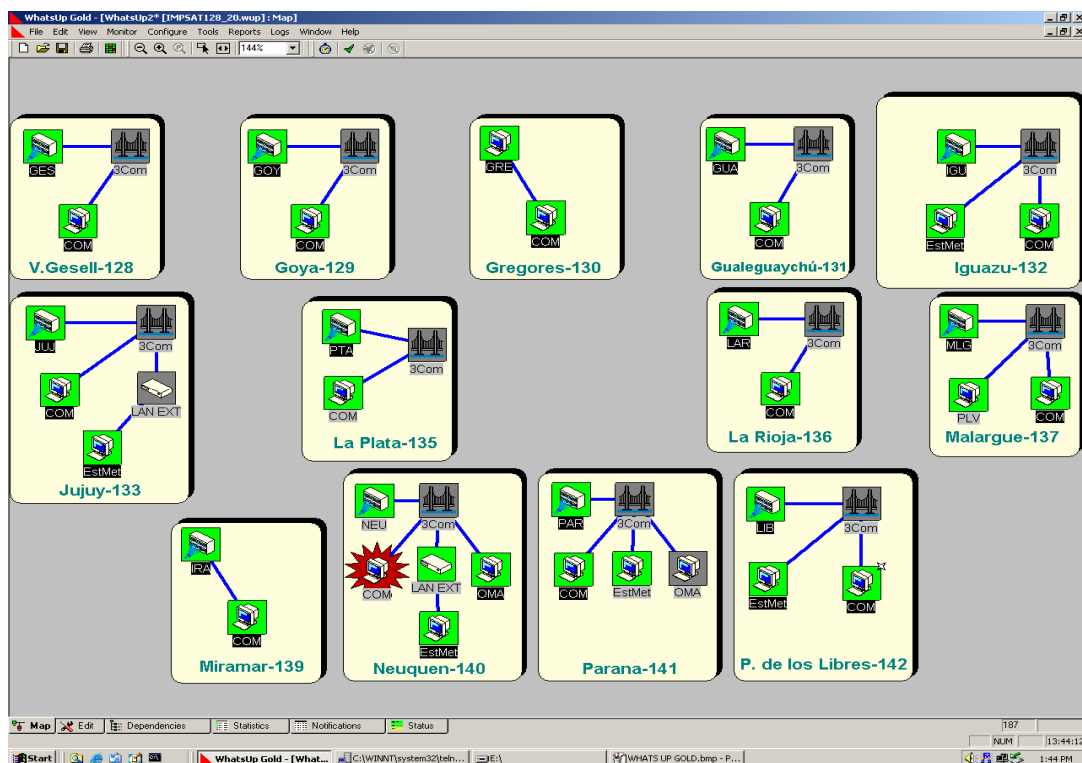 WhatsUp Gold - [WhatsUp2* [IMPSAT128_20.wup] : Map]
File Edit View Monitor Configure Tools Reports Logs Window Help
144%
GES 3Com
COM
V.Gesell-128
GOY 3Com
COM
Goya-129
GRE
COM
Gregores-130
GUA 3Com
COM
Gualeguaychú-131
IGU 3Com
EstMet COM
Iguazu-132
JUJ 3Com
COM LAN EXT
EstMet
Jujuy-133
PTA 3Com
COM
La Plata-135
LAR 3Com
COM
La Rioja-136
MLG 3Com
PLV COM
Malargue-137
IRA
COM
Miramar-139
NEU 3Com
COM LAN EXT OMA
EstMet
Neuquen-140
PAR 3Com
COM EstMet OMA
Parana-141
LIB 3Com
EstMet COM
P. de los Libres-142
Map Edit Dependencies Statistics Notifications Status
187
NUM 13:44:12
Start WhatsUp Gold - [What... C:\WINNT\system32\teln... E:\ WHATS UP GOLD.bmp - P... 1:44 PM